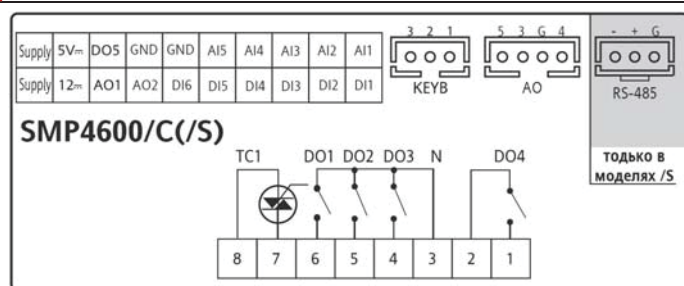 3 2 1
5 3 G 4
- + G
Supply 5V⎓ DO5 GND GND AI5 AI4 AI3 AI2 AI1
Supply 12⎓ AO1 AO2 DI6 DI5 DI4 DI3 DI2 DI1
KEYB
AO
RS-485
SMP4600/C(/S)
тодько в
моделях /S
TC1 DO1 DO2 DO3 N DO4
8 7 6 5 4 3 2 1